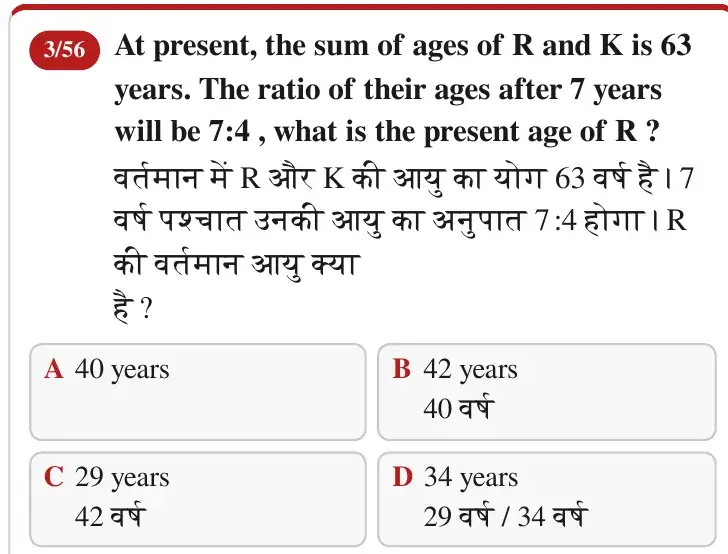 3/56 At present, the sum of ages of R and K is 63
years. The ratio of their ages after 7 years
will be 7:4 , what is the present age of R ?
वर्तमान में R और K की आयु का योग 63 वर्ष है। 7
वर्ष पश्चात उनकी आयु का अनुपात 7:4 होगा। R
की वर्तमान आयु क्या
है ?
A 40 years
B 42 years
40 वर्ष
C 29 years
42 वर्ष
D 34 years
29 वर्ष / 34 वर्ष